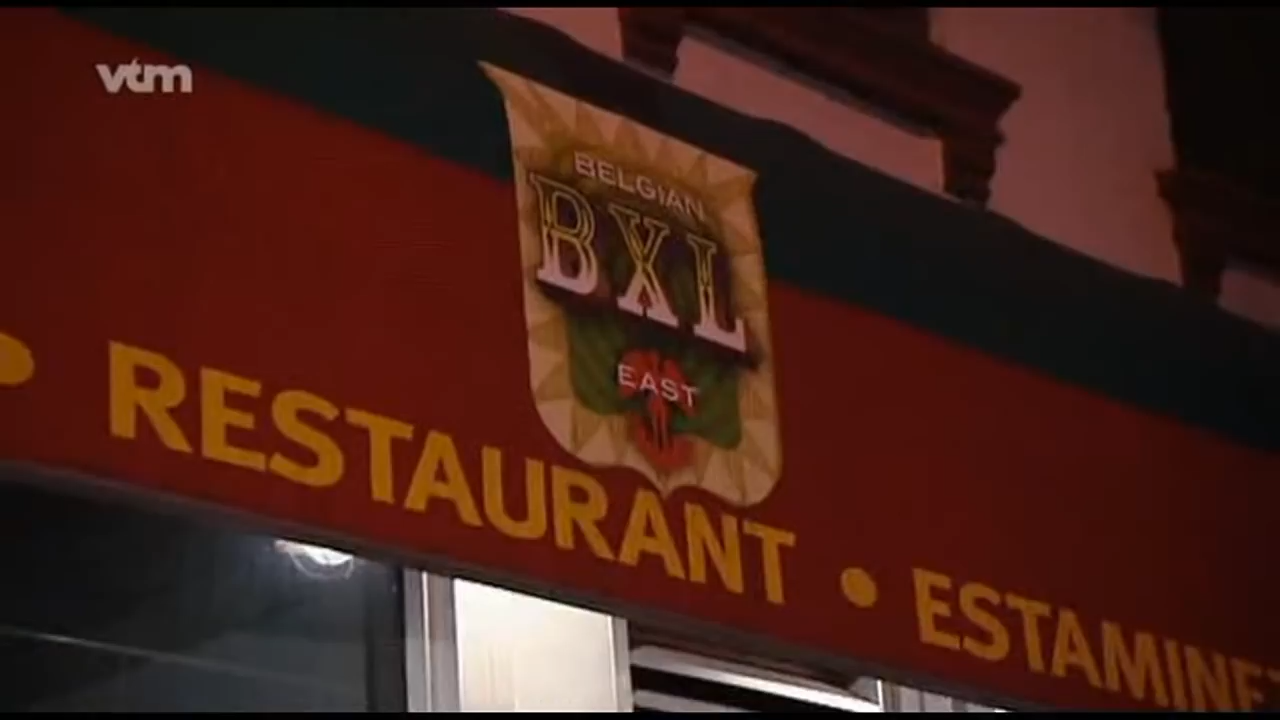 vtm
BELGIAN
BXL
EAST
• RESTAURANT • ESTAMINET